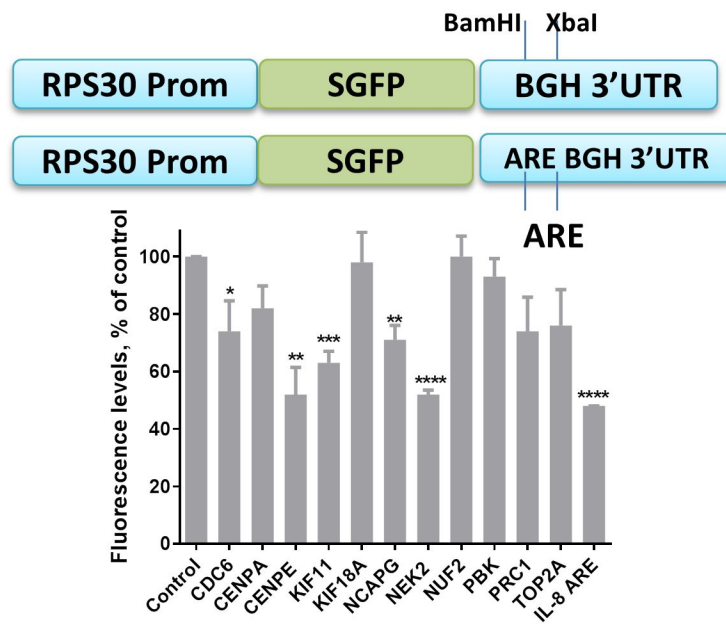 BamHI XbaI
RPS30 Prom SGFP BGH 3’UTR
RPS30 Prom SGFP ARE BGH 3’UTR
ARE
Fluorescence levels, % of control
100
80
60
40
20
0
* ** *** ** **** ****
Control CDC6 CENPA CENPE KIF11 KIF18A NCAPG NEK2 NUF2 PBK PRC1 TOP2A IL-8 ARE